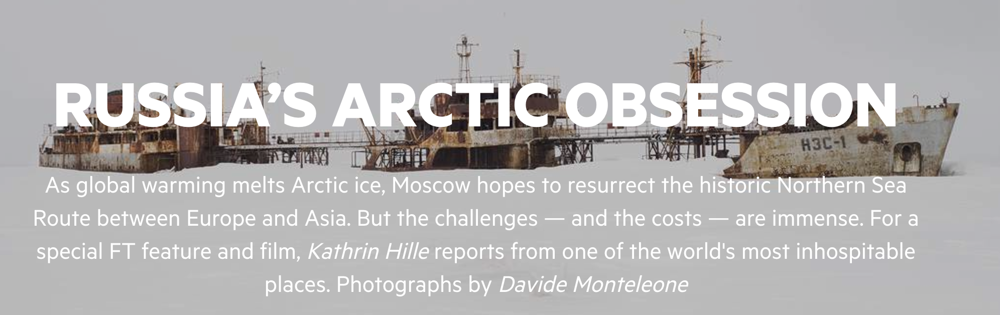 RUSSIA’S ARCTIC OBSESSION
НЗС-1
As global warming melts Arctic ice, Moscow hopes to resurrect the historic Northern Sea
Route between Europe and Asia. But the challenges — and the costs — are immense. For a
special FT feature and film, Kathrin Hille reports from one of the world's most inhospitable
places. Photographs by Davide Monteleone